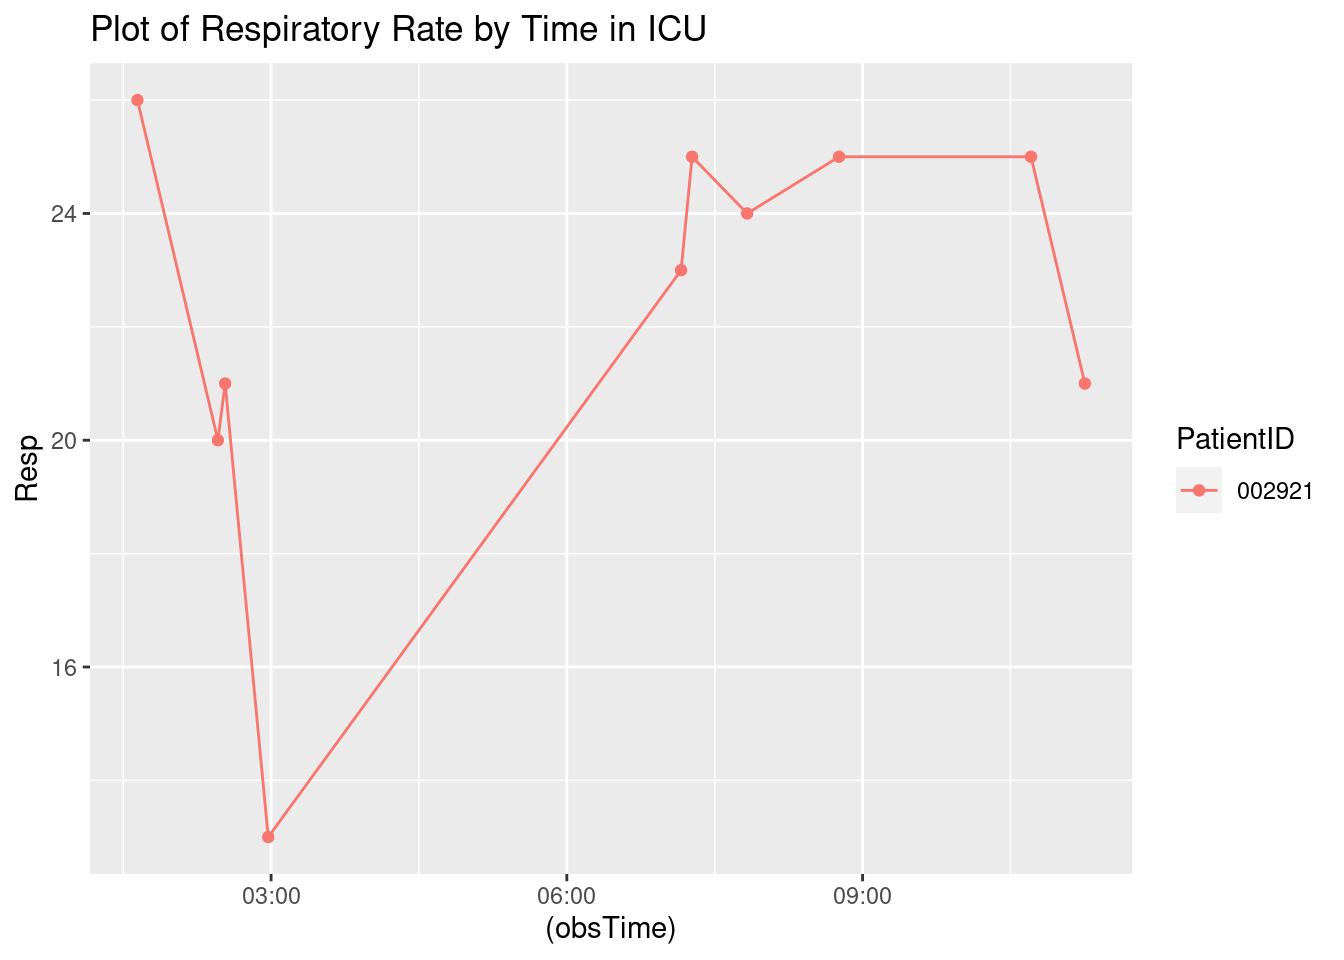 Plot of Respiratory Rate by Time in ICU
24
20
16
Resp
03:00
06:00
09:00
(obsTime)
PatientID
002921